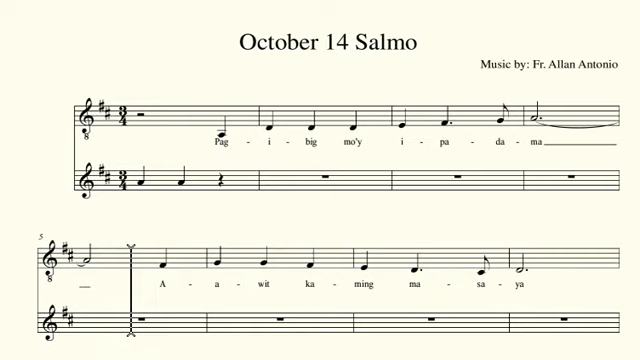 October 14 Salmo
Music by: Fr. Allan Antonio
Pag - i - big mo'y i - pa - da - ma
5
A - a - wit ka - ming ma - sa - ya